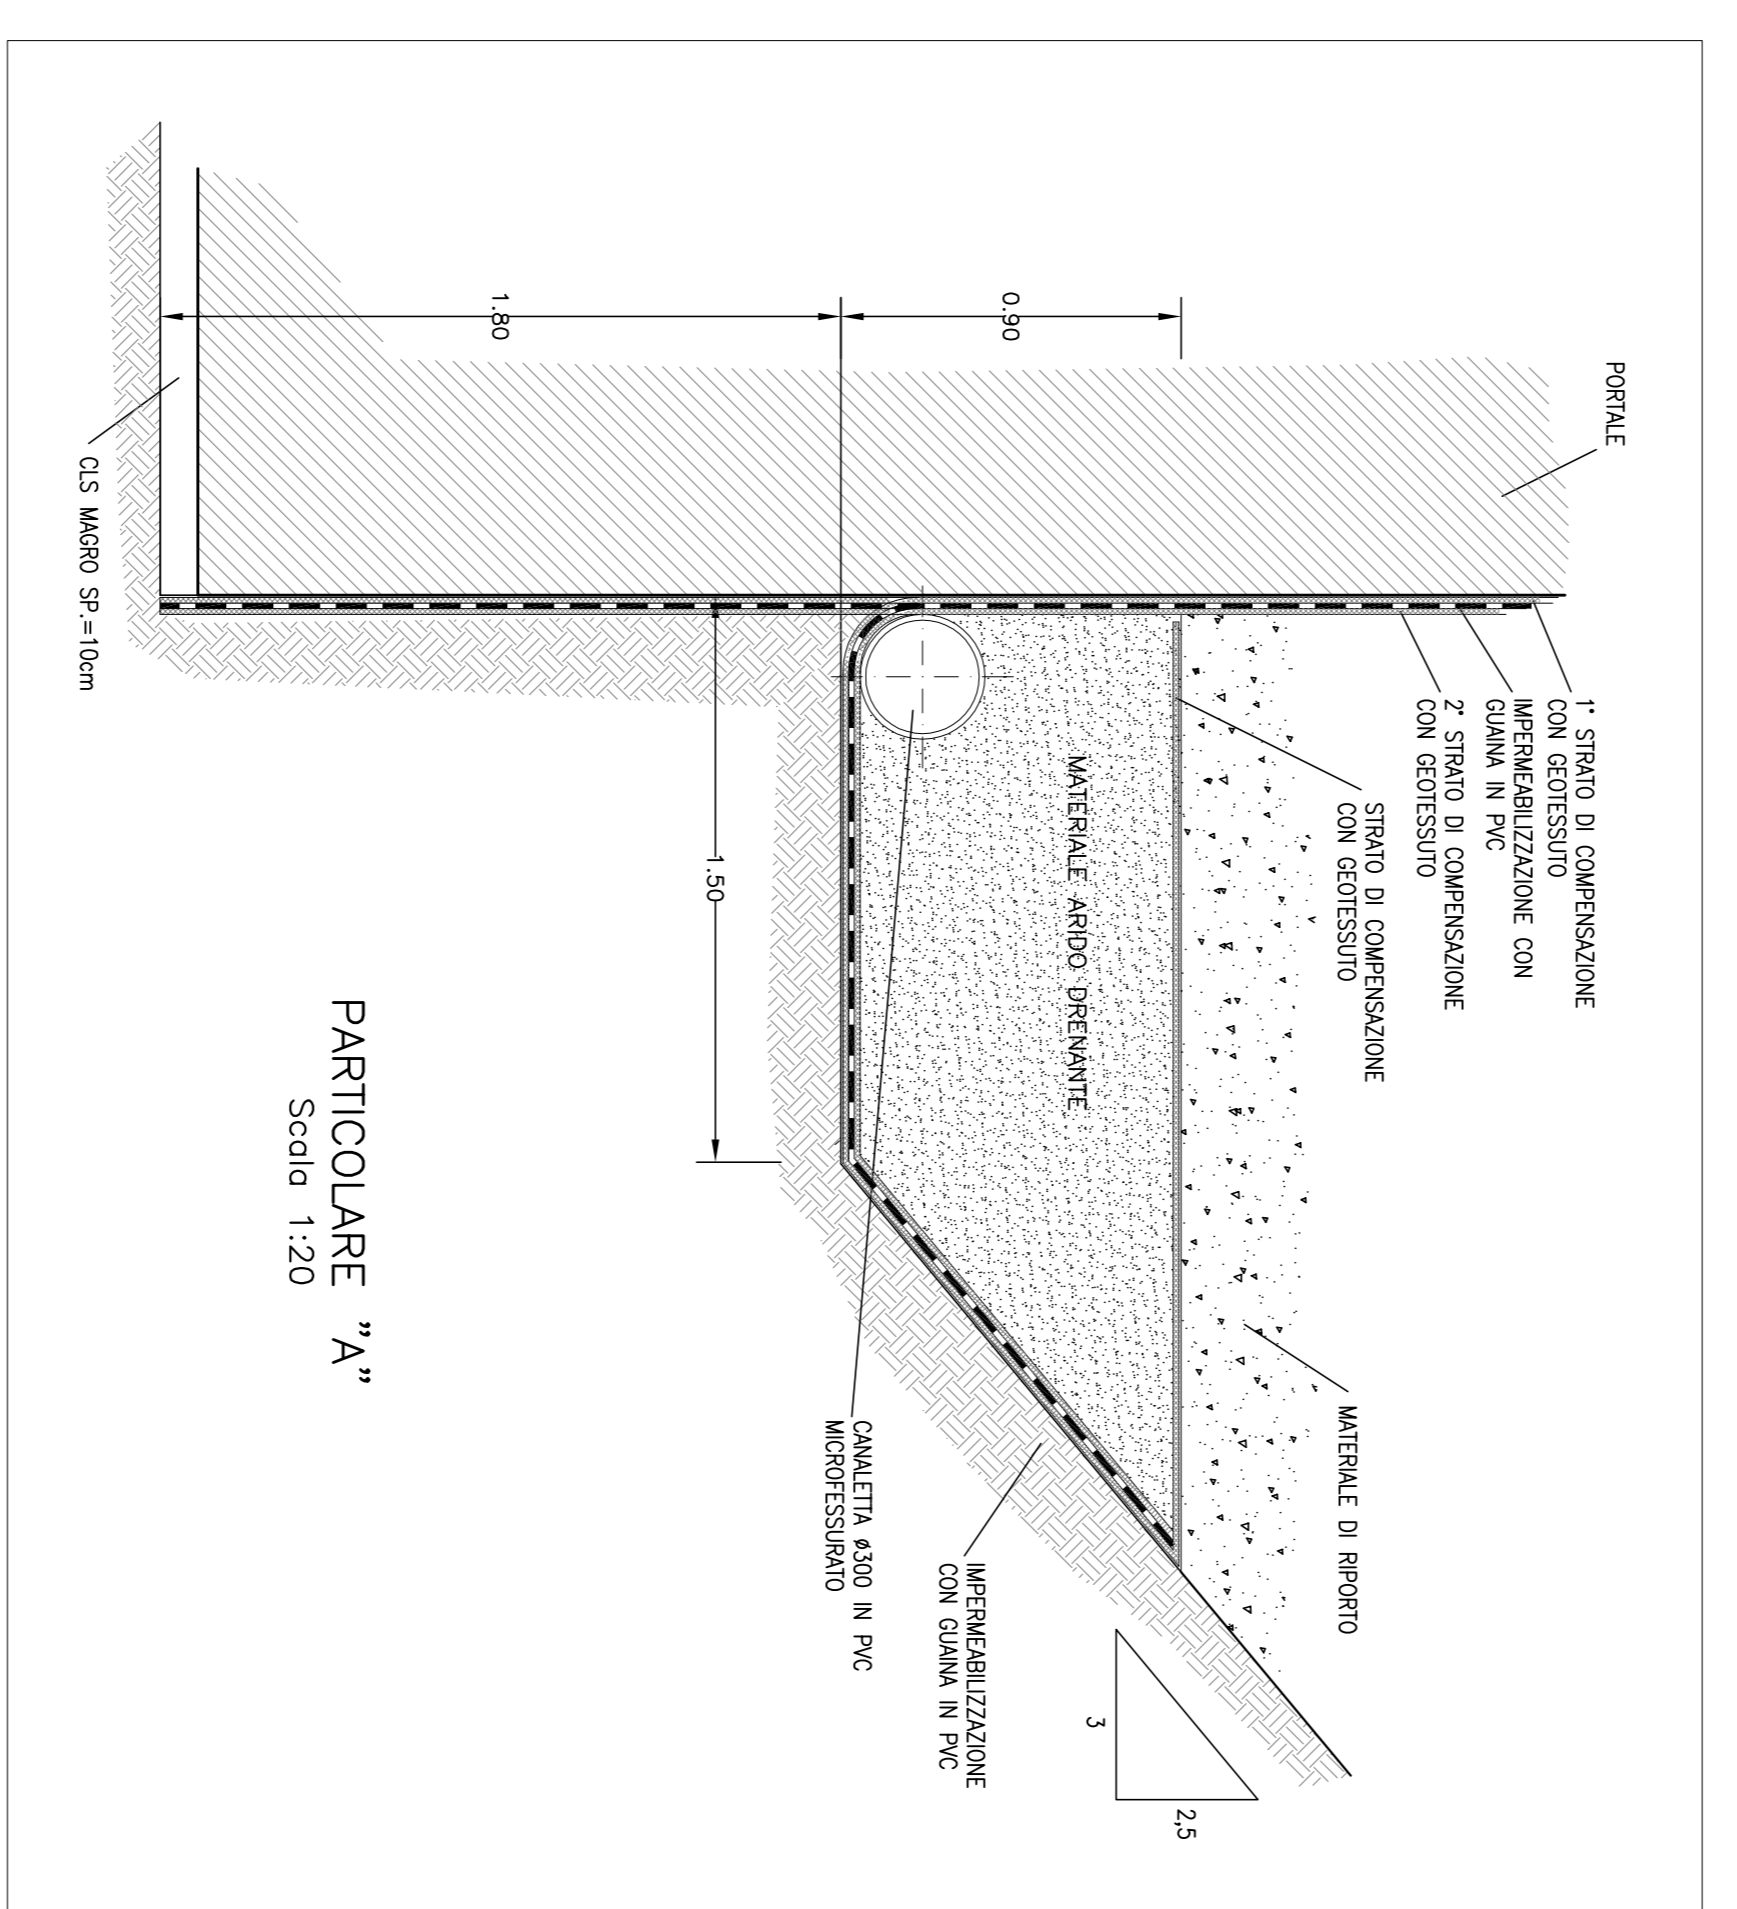 PORTALE
1° STRATO DI COMPENSAZIONE
CON GEOTESSUTO
IMPERMEABILIZZAZIONE CON
GUAINA IN PVC
2° STRATO DI COMPENSAZIONE
CON GEOTESSUTO
STRATO DI COMPENSAZIONE
CON GEOTESSUTO
MATERIALE DI RIPORTO
0.90
MATERIALE ARIDO DRENANTE
3
2,5
IMPERMEABILIZZAZIONE
CON GUAINA IN PVC
CANALETTA ø300 IN PVC
MICROFESSURATO
1.50
1.80
CLS MAGRO SP.=10cm
PARTICOLARE "A"
Scala 1:20